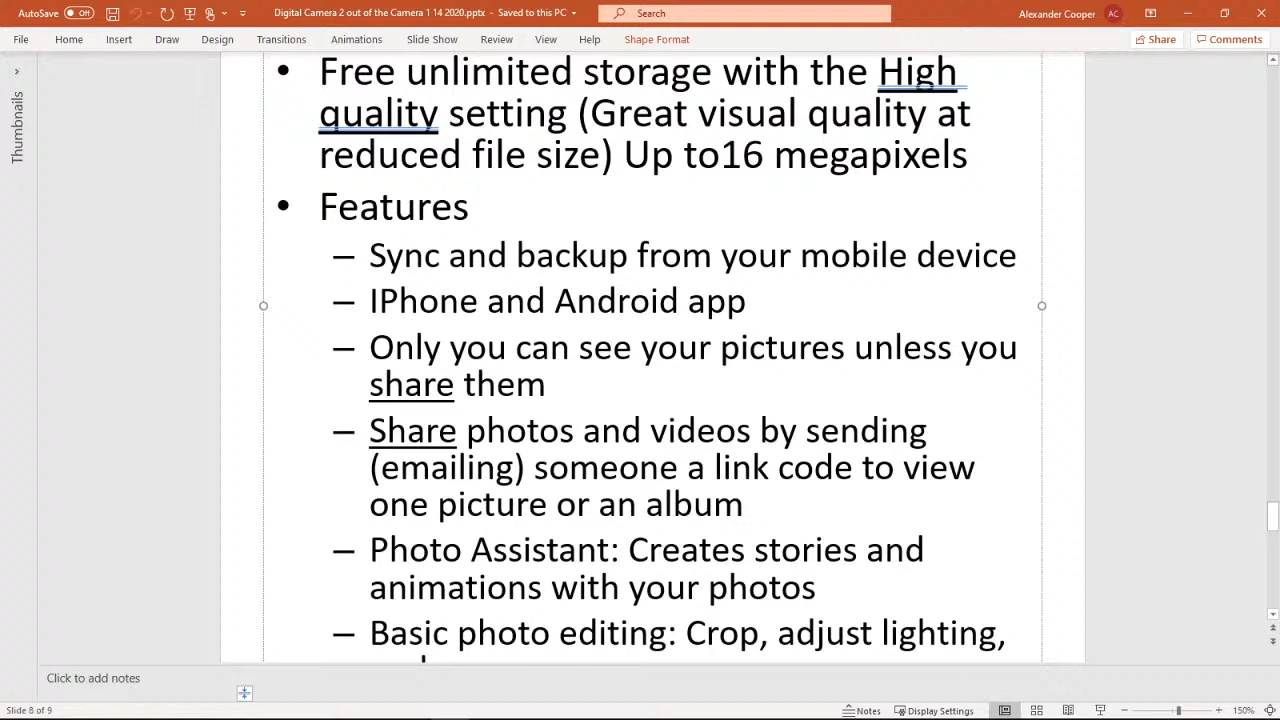 AutoSave Off Digital Camera 2 out of the Camera 1 14 2020.pptx - Saved to this PC Search Alexander Cooper AC
File Home Insert Draw Design Transitions Animations Slide Show Review View Help Shape Format Share Comments
Thumbnails
• Free unlimited storage with the High
quality setting (Great visual quality at
reduced file size) Up to16 megapixels
• Features
– Sync and backup from your mobile device
– IPhone and Android app
– Only you can see your pictures unless you
share them
– Share photos and videos by sending
(emailing) someone a link code to view
one picture or an album
– Photo Assistant: Creates stories and
animations with your photos
– Basic photo editing: Crop, adjust lighting,
Click to add notes
Slide 8 of 9 Notes Display Settings 150%